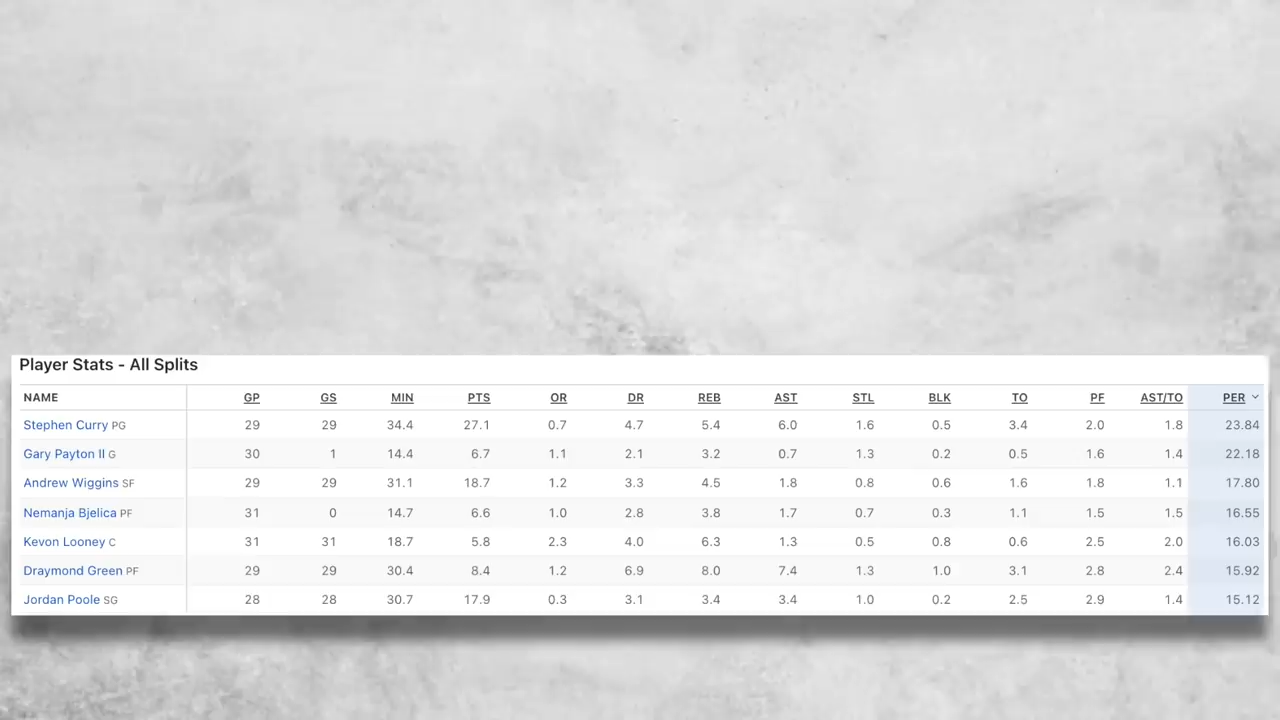 Player Stats - All Splits
NAME GP GS MIN PTS OR DR REB AST STL BLK TO PF AST/TO PER
Stephen Curry PG 29 29 34.4 27.1 0.7 4.7 5.4 6.0 1.6 0.5 3.4 2.0 1.8 23.84
Gary Payton II G 30 1 14.4 6.7 1.1 2.1 3.2 0.7 1.3 0.2 0.5 1.6 1.4 22.18
Andrew Wiggins SF 29 29 31.1 18.7 1.2 3.3 4.5 1.8 0.8 0.6 1.6 1.8 1.1 17.80
Nemanja Bjelica PF 31 0 14.7 6.6 1.0 2.8 3.8 1.7 0.7 0.3 1.1 1.5 1.5 16.55
Kevon Looney C 31 31 18.7 5.8 2.3 4.0 6.3 1.3 0.5 0.8 0.6 2.5 2.0 16.03
Draymond Green PF 29 29 30.4 8.4 1.2 6.9 8.0 7.4 1.3 1.0 3.1 2.8 2.4 15.92
Jordan Poole SG 28 28 30.7 17.9 0.3 3.1 3.4 3.4 1.0 0.2 2.5 2.9 1.4 15.12